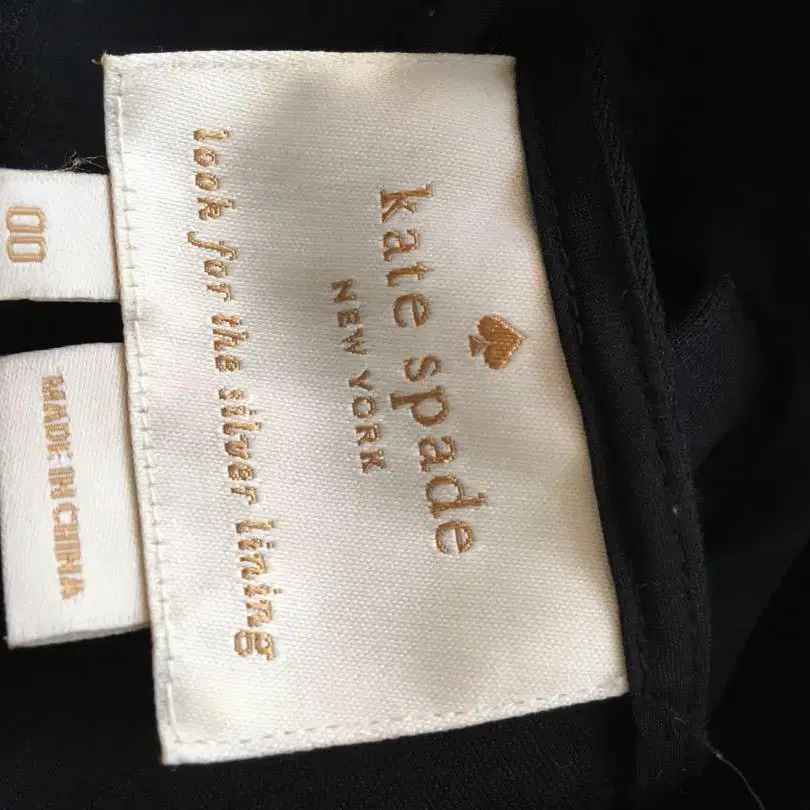 kate spade
NEW YORK
look for the silver lining
00
MADE IN CHINA